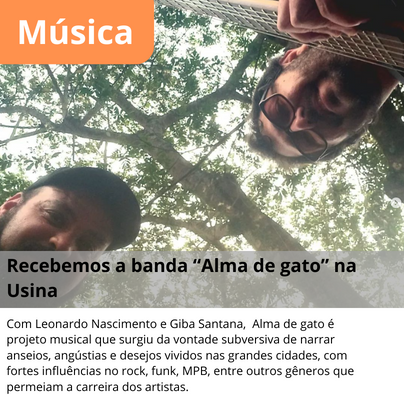 Música
Recebemos a banda “Alma de gato” na
Usina
Com Leonardo Nascimento e Giba Santana,  Alma de gato é
projeto musical que surgiu da vontade subversiva de narrar
anseios, angústias e desejos vividos nas grandes cidades, com
fortes influências no rock, funk, MPB, entre outros gêneros que
permeiam a carreira dos artistas.